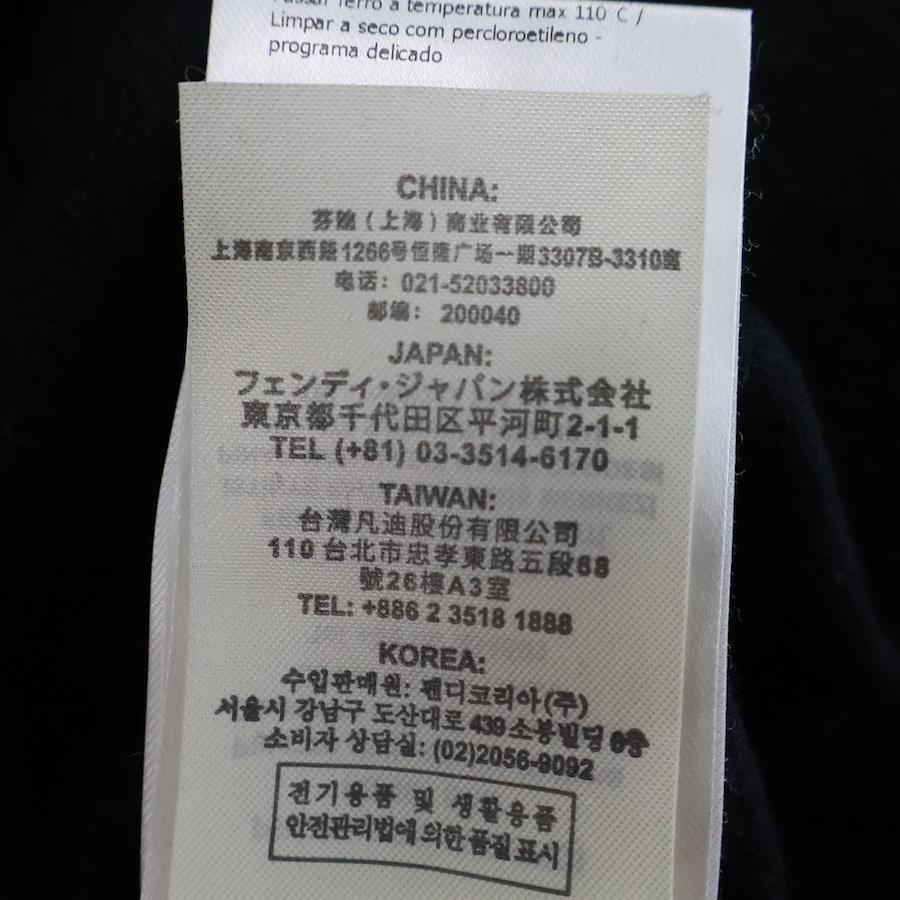 Passar ferro à temperatura max 110 C /
Limpar a seco com percloroetileno -
programa delicado
CHINA:
芬迪（上海）商业有限公司
上海南京西路1266号恒隆广场一期3307B-3310室
电话：021-52033800
邮编：200040
JAPAN:
フェンディ・ジャパン株式会社
東京都千代田区平河町2-1-1
TEL (+81) 03-3514-6170
TAIWAN:
台灣凡迪股份有限公司
110 台北市忠孝東路五段68
號26樓A3室
TEL: +886 2 3518 1888
KOREA:
수입판매원: 펜디코리아(주)
서울시 강남구 도산대로 439 소봉빌딩 6층
소비자 상담실: (02)2056-9092
전기용품 및 생활용품
안전관리법에 의한 품질표시